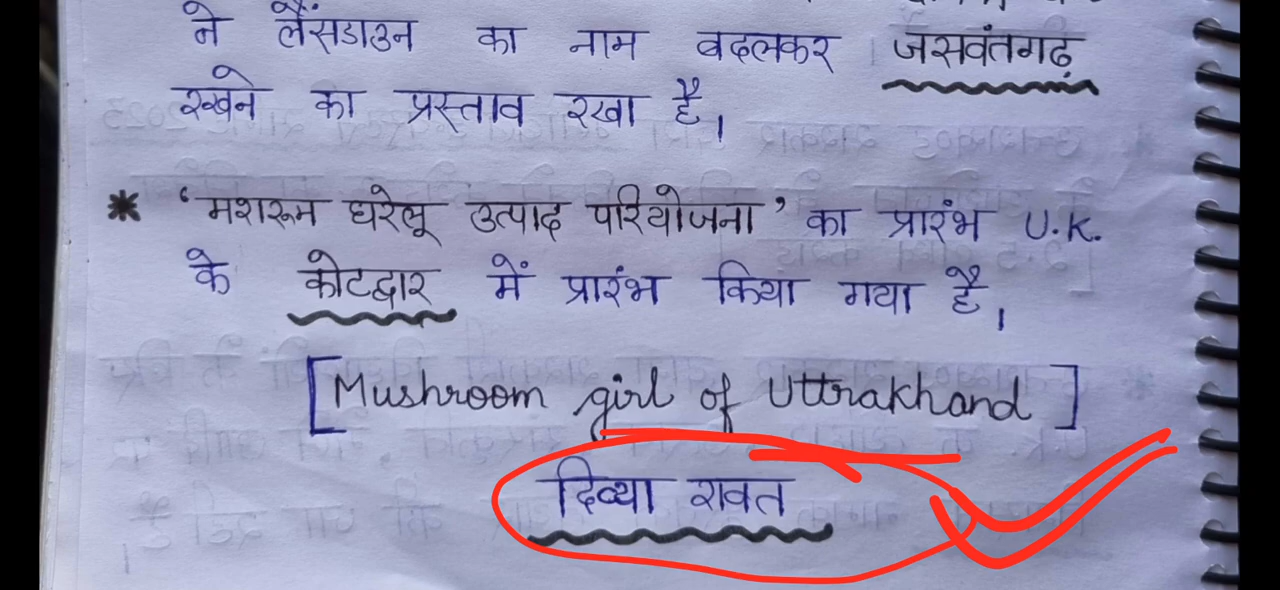 ने लैंसडाउन का नाम बदलकर जसवंतगढ़
रखने का प्रस्ताव रखा है।
* ‘मशरूम घरेलू उत्पाद परियोजना’ का प्रारंभ U.K.
के कोटद्वार में प्रारंभ किया गया है।
[Mushroom girl of Uttrakhand]
दिव्या रावत